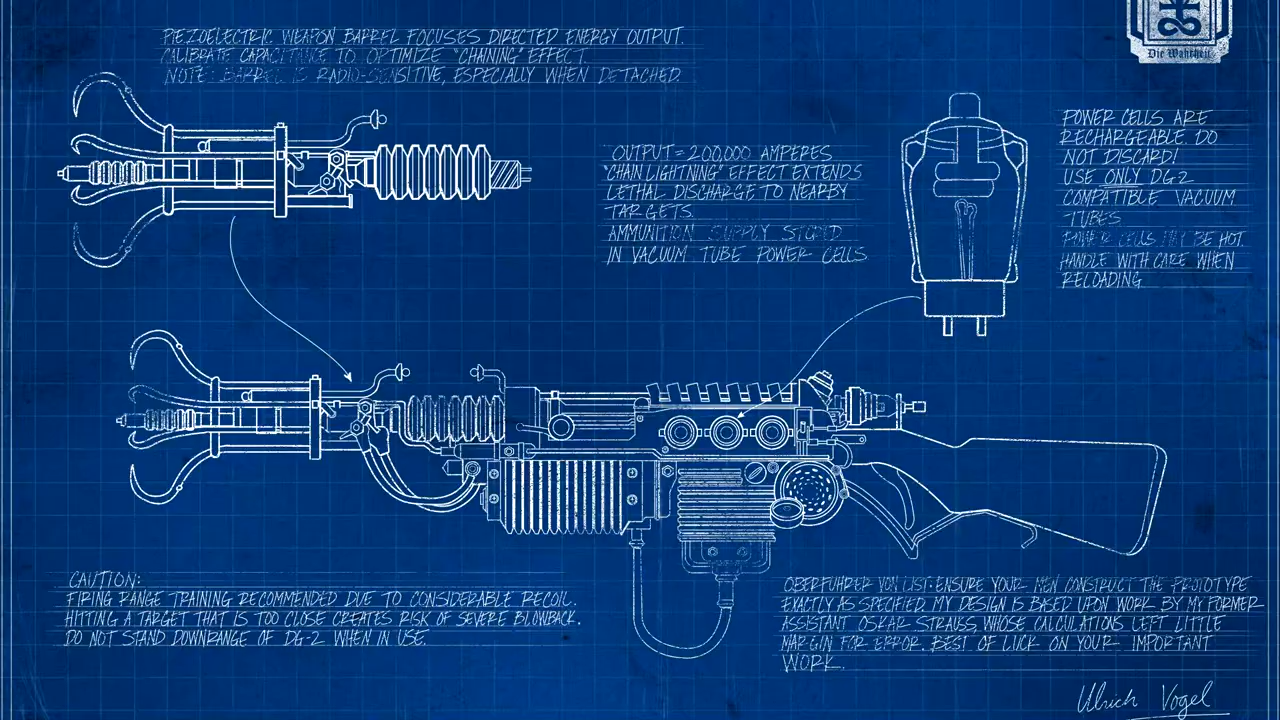 PIEZOELECTRIC WEAPON BARREL FOCUSES DIRECTED ENERGY OUTPUT.
CALIBRATE CAPACITANCE TO OPTIMIZE "CHAINING" EFFECT.
NOTE: BARREL IS RADIO-SENSITIVE, ESPECIALLY WHEN DETACHED.
Die Wahrheit
OUTPUT = 200,000 AMPERES
"CHAIN LIGHTNING" EFFECT EXTENDS
LETHAL DISCHARGE TO NEARBY
TARGETS.
AMMUNITION SUPPLY STORED
IN VACUUM TUBE POWER CELLS.
POWER CELLS ARE
RECHARGEABLE. DO
NOT DISCARD!
USE ONLY DG-2
COMPATIBLE VACUUM
TUBES
POWER CELLS MAY BE HOT.
HANDLE WITH CARE WHEN
RELOADING
CAUTION:
FIRING RANGE TRAINING RECOMMENDED DUE TO CONSIDERABLE RECOIL.
HITTING A TARGET THAT IS TOO CLOSE CREATES RISK OF SEVERE BLOWBACK.
DO NOT STAND DOWNRANGE OF DG-2 WHEN IN USE.
OBERFUHRER VON LIST: ENSURE YOUR MEN CONSTRUCT THE PROTOTYPE
EXACTLY AS SPECIFIED. MY DESIGN IS BASED UPON WORK BY MY FORMER
ASSISTANT OSKAR STRAUSS, WHOSE CALCULATIONS LEFT LITTLE
MARGIN FOR ERROR. BEST OF LUCK ON YOUR IMPORTANT
WORK.
Ulrich Vogel